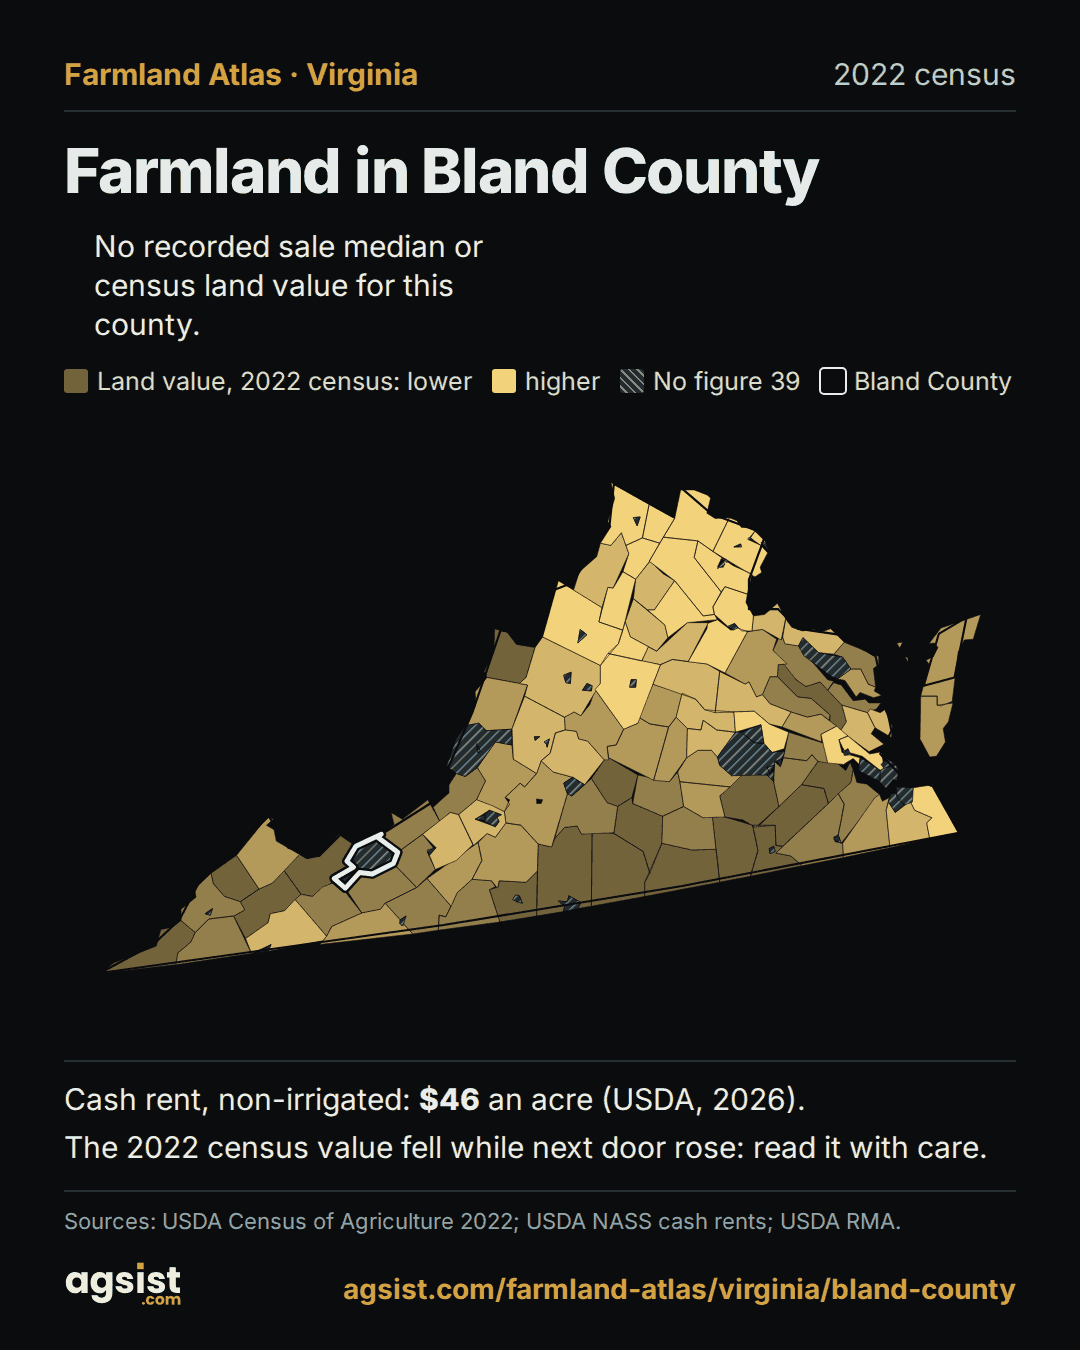 Farmland Atlas · Virginia
2022 census
Farmland in Bland County
No recorded sale median or
census land value for this
county.
Land value, 2022 census: lower higher No figure 39 Bland County
Cash rent, non-irrigated: $46 an acre (USDA, 2026).
The 2022 census value fell while next door rose: read it with care.
Sources: USDA Census of Agriculture 2022; USDA NASS cash rents; USDA RMA.
agsist
.com
agsist.com/farmland-atlas/virginia/bland-county